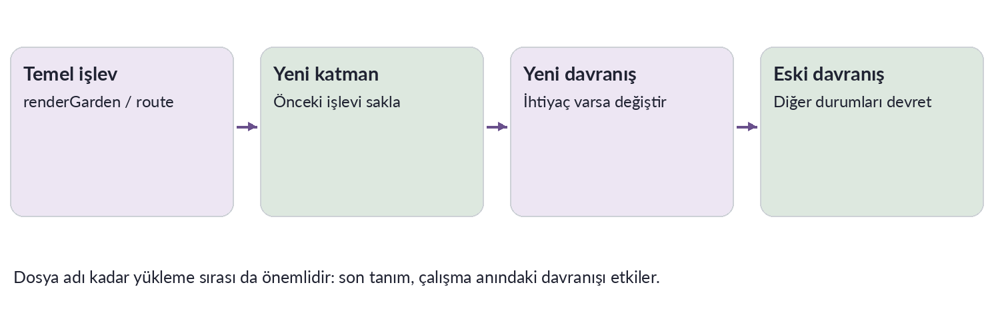 Temel işlev
renderGarden / route
Yeni katman
Önceki işlevi sakla
Yeni davranış
İhtiyaç varsa değiştir
Eski davranış
Diğer durumları devret
Dosya adı kadar yükleme sırası da önemlidir: son tanım, çalışma anındaki davranışı etkiler.